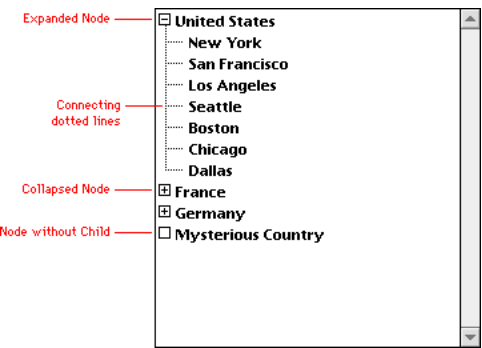 Expanded Node
United States
New York
San Francisco
Los Angeles
Connecting
dotted lines
Seattle
Boston
Chicago
Dallas
Collapsed Node
France
Germany
Node without Child
Mysterious Country